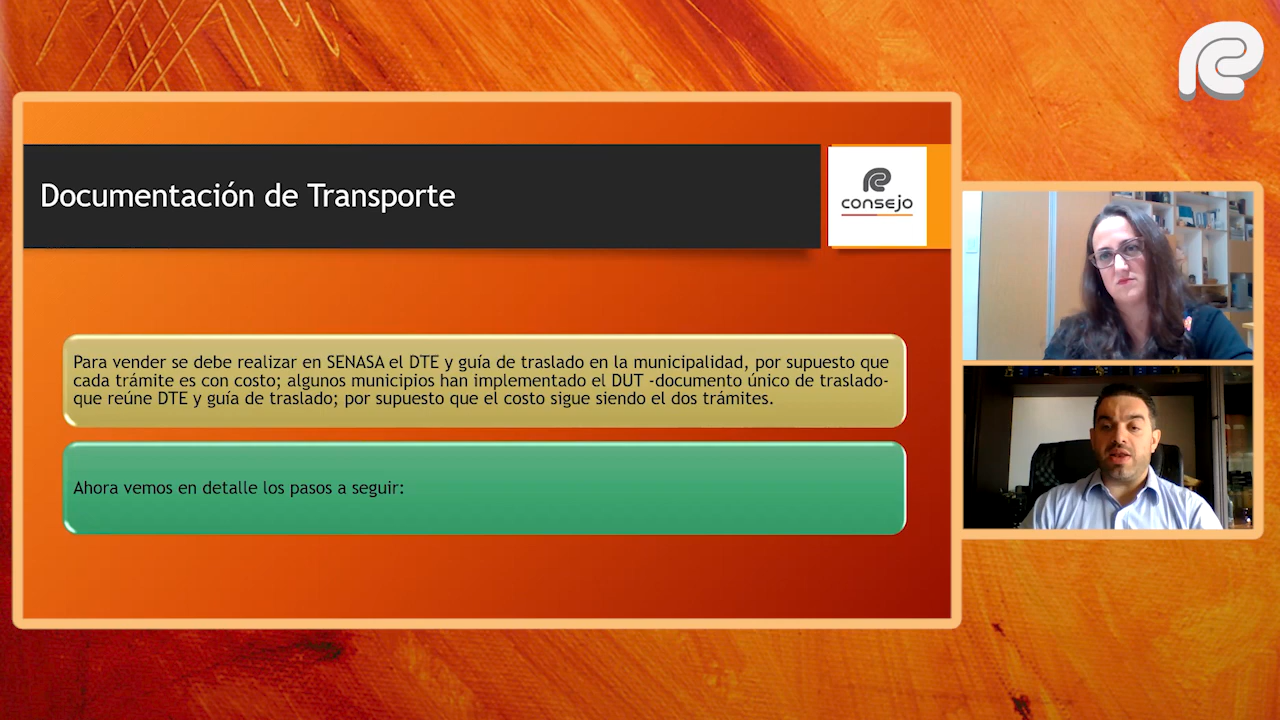 Documentación de Transporte
consejo
Para vender se debe realizar en SENASA el DTE y guía de traslado en la municipalidad, por supuesto que
cada trámite es con costo; algunos municipios han implementado el DUT -documento único de traslado-
que reúne DTE y guía de traslado; por supuesto que el costo sigue siendo el dos trámites.
Ahora vemos en detalle los pasos a seguir: